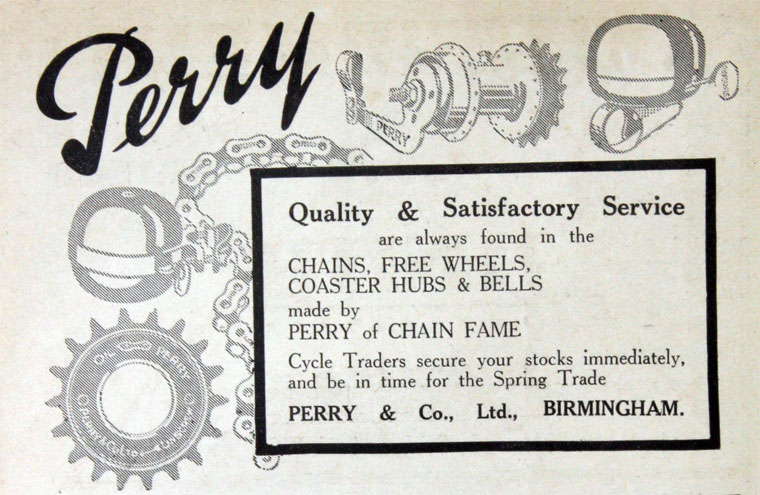 Perry
PERRY
Quality & Satisfactory Service
are always found in the
CHAINS, FREE WHEELS,
COASTER HUBS & BELLS
made by
PERRY of CHAIN FAME
Cycle Traders secure your stocks immediately,
and be in time for the Spring Trade
PERRY & Co., Ltd., BIRMINGHAM.
OIL PERRY